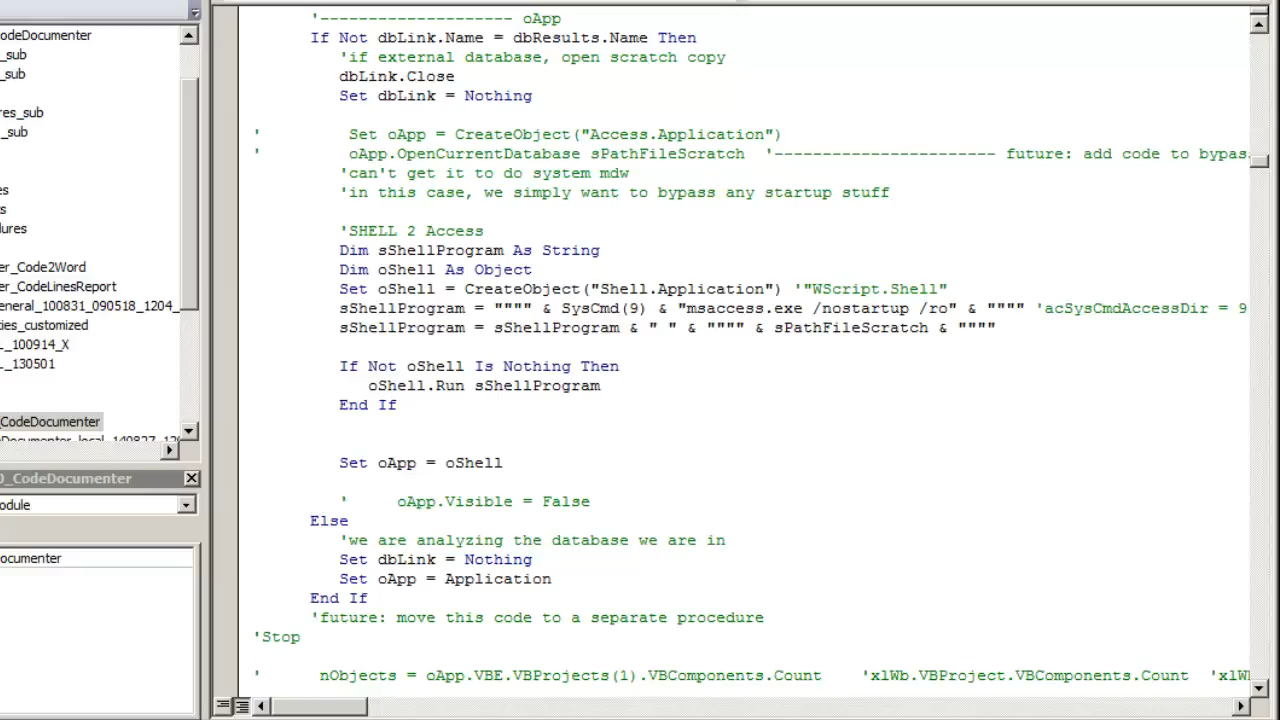 oCodeDocumenter
_sub
_sub
res_sub
_sub
es
ts
dures
er_Code2Word
er_CodeLinesReport
eneral_100831_090518_1204_
ties_customized
L_100914_X
L_130501
_CodeDocumenter
0_CodeDocumenter
odule
ocumenter
'-------------------- oApp
If Not dbLink.Name = dbResults.Name Then
'if external database, open scratch copy
dbLink.Close
Set dbLink = Nothing
' Set oApp = CreateObject("Access.Application")
' oApp.OpenCurrentDatabase sPathFileScratch '----------------------- future: add code to bypas
'can't get it to do system mdw
'in this case, we simply want to bypass any startup stuff
'SHELL 2 Access
Dim sShellProgram As String
Dim oShell As Object
Set oShell = CreateObject("Shell.Application") '"WScript.Shell"
sShellProgram = """" & SysCmd(9) & "msaccess.exe /nostartup /ro" & """" 'acSysCmdAccessDir = 9
sShellProgram = sShellProgram & " " & """" & sPathFileScratch & """"
If Not oShell Is Nothing Then
oShell.Run sShellProgram
End If
Set oApp = oShell
' oApp.Visible = False
Else
'we are analyzing the database we are in
Set dbLink = Nothing
Set oApp = Application
End If
'future: move this code to a separate procedure
'Stop
' nObjects = oApp.VBE.VBProjects(1).VBComponents.Count 'xlWb.VBProject.VBComponents.Count 'xlW